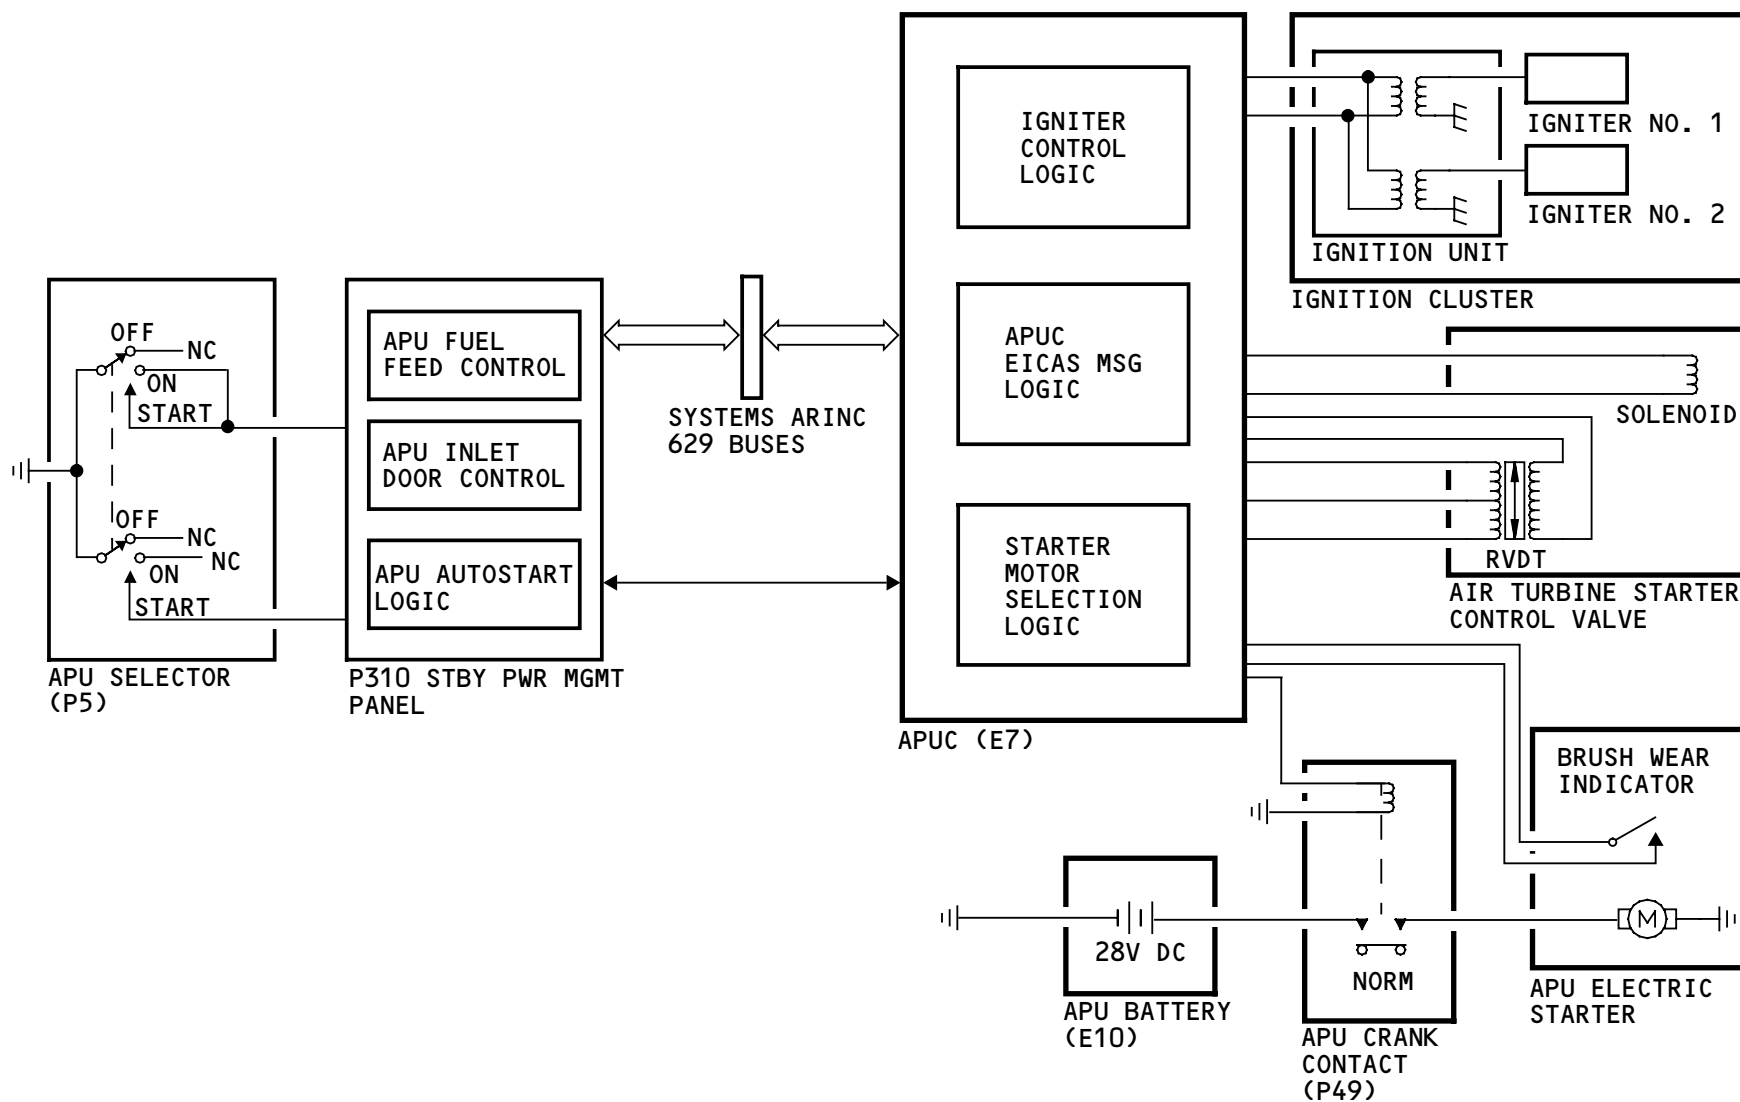 OFF
NC
ON
START
OFF
NC
NC
ON
START
APU SELECTOR
(P5)
APU FUEL
FEED CONTROL
APU INLET
DOOR CONTROL
APU AUTOSTART
LOGIC
P310 STBY PWR MGMT
PANEL
SYSTEMS ARINC
629 BUSES
IGNITER
CONTROL
LOGIC
APUC
EICAS MSG
LOGIC
STARTER
MOTOR
SELECTION
LOGIC
APUC (E7)
IGNITER NO. 1
IGNITER NO. 2
IGNITION UNIT
IGNITION CLUSTER
SOLENOID
RVDT
AIR TURBINE STARTER
CONTROL VALVE
BRUSH WEAR
INDICATOR
M
APU ELECTRIC
STARTER
28V DC
APU BATTERY
(E10)
NORM
APU CRANK
CONTACT
(P49)